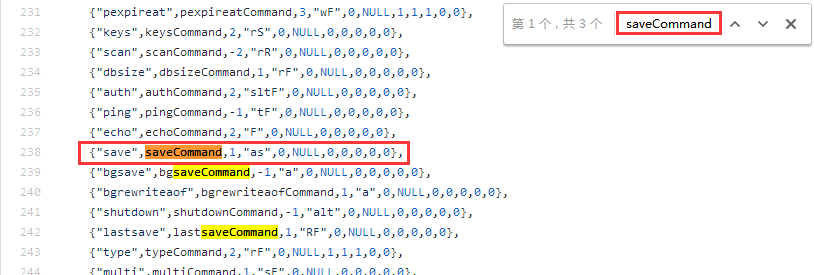 231 {"pexpireat",pexpireatCommand,3,"wF",0,NULL,1,1,1,0,0},
232 {"keys",keysCommand,2,"rS",0,NULL,0,0,0,0,0},
233 {"scan",scanCommand,-2,"rR",0,NULL,0,0,0,0,0},
234 {"dbsize",dbsizeCommand,1,"rF",0,NULL,0,0,0,0,0},
235 {"auth",authCommand,2,"sltF",0,NULL,0,0,0,0,0},
236 {"ping",pingCommand,-1,"tF",0,NULL,0,0,0,0,0},
237 {"echo",echoCommand,2,"F",0,NULL,0,0,0,0,0},
238 {"save",saveCommand,1,"as",0,NULL,0,0,0,0,0},
239 {"bgsave",bgsaveCommand,-1,"a",0,NULL,0,0,0,0,0},
240 {"bgrewriteaof",bgrewriteaofCommand,1,"a",0,NULL,0,0,0,0,0},
241 {"shutdown",shutdownCommand,-1,"alt",0,NULL,0,0,0,0,0},
242 {"lastsave",lastsaveCommand,1,"RF",0,NULL,0,0,0,0,0},
243 {"type",typeCommand,2,"rF",0,NULL,1,1,1,0,0},
244 {"multi",multiCommand,1,"sF",0,NULL,0,0,0,0,0},
第 1 个，共 3 个 saveCommand